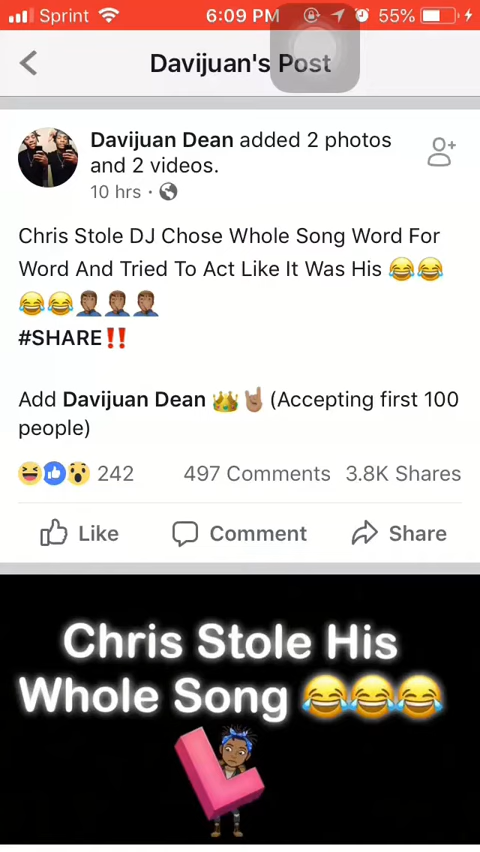 Sprint 6:09 PM 55%
Davijuan's Post
Davijuan Dean added 2 photos
and 2 videos.
10 hrs ·
Chris Stole DJ Chose Whole Song Word For
Word And Tried To Act Like It Was His 😂😂
😂😂🤦🏾‍♂️🤦🏾‍♂️🤦🏾‍♂️
#SHARE‼️
Add Davijuan Dean 👑🤘🏽 (Accepting first 100
people)
242 497 Comments 3.8K Shares
Like Comment Share
Chris Stole His
Whole Song 😂😂😂
L